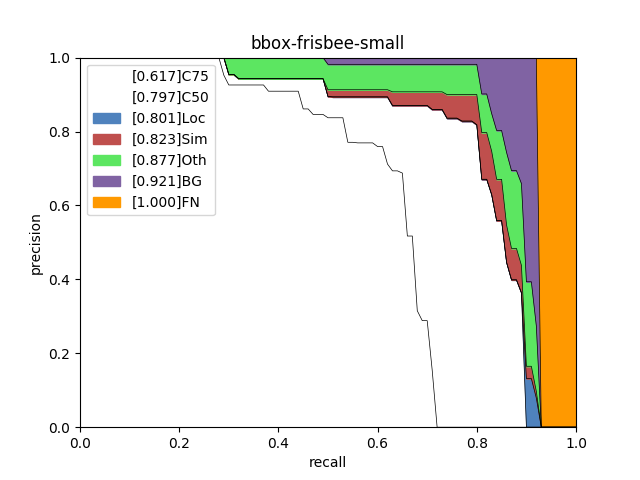 bbox-frisbee-small
1.0
0.8
0.6
0.4
0.2
0.0
precision
[0.617]C75
[0.797]C50
[0.801]Loc
[0.823]Sim
[0.877]Oth
[0.921]BG
[1.000]FN
0.0 0.2 0.4 0.6 0.8 1.0
recall